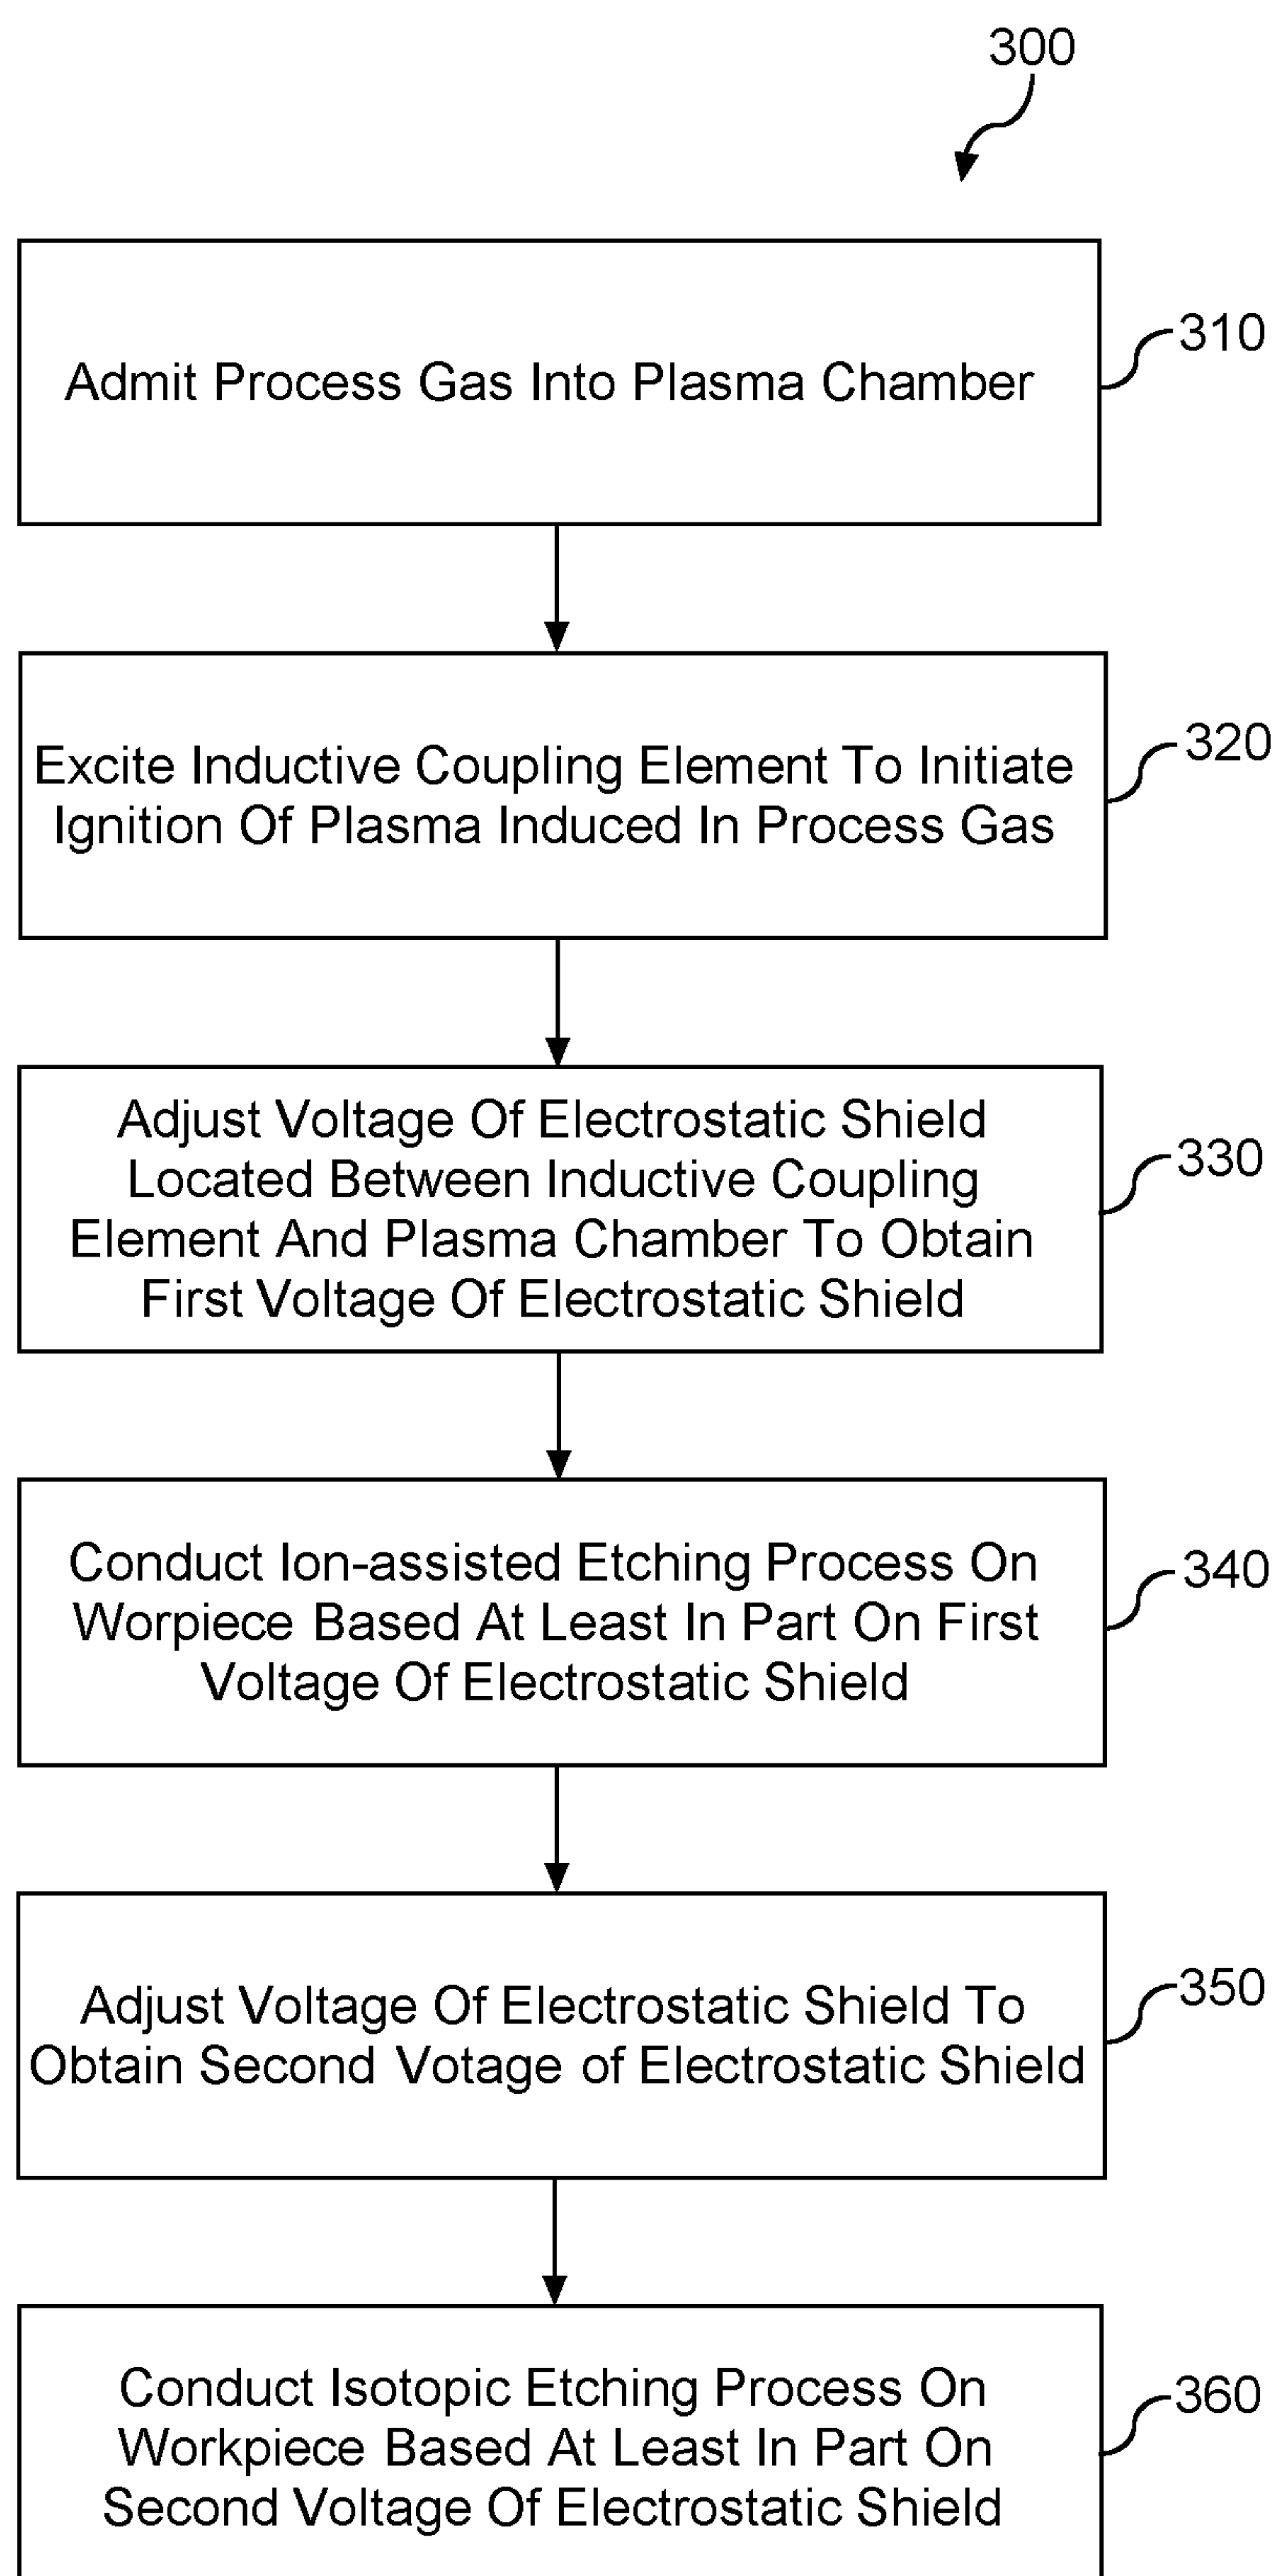 300
Admit Process Gas Into Plasma Chamber
310
Excite Inductive Coupling Element To Initiate
Ignition Of Plasma Induced In Process Gas
320
Adjust Voltage Of Electrostatic Shield
Located Between Inductive Coupling
Element And Plasma Chamber To Obtain
First Voltage Of Electrostatic Shield
330
Conduct Ion-assisted Etching Process On
Worpiece Based At Least In Part On First
Voltage Of Electrostatic Shield
340
Adjust Voltage Of Electrostatic Shield To
Obtain Second Votage of Electrostatic Shield
350
Conduct Isotopic Etching Process On
Workpiece Based At Least In Part On
Second Voltage Of Electrostatic Shield
360